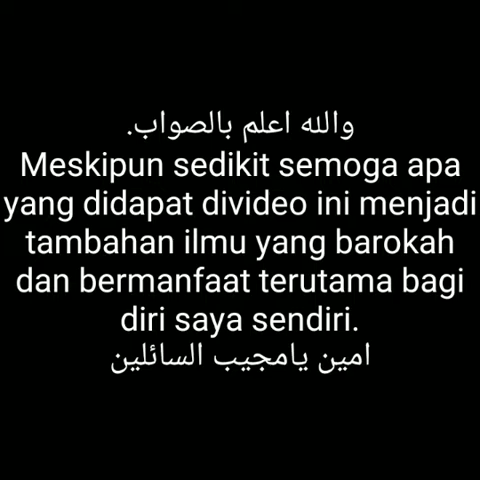 والله اعلم بالصواب.
Meskipun sedikit semoga apa
yang didapat divideo ini menjadi
tambahan ilmu yang barokah
dan bermanfaat terutama bagi
diri saya sendiri.
امين يامجيب السائلين